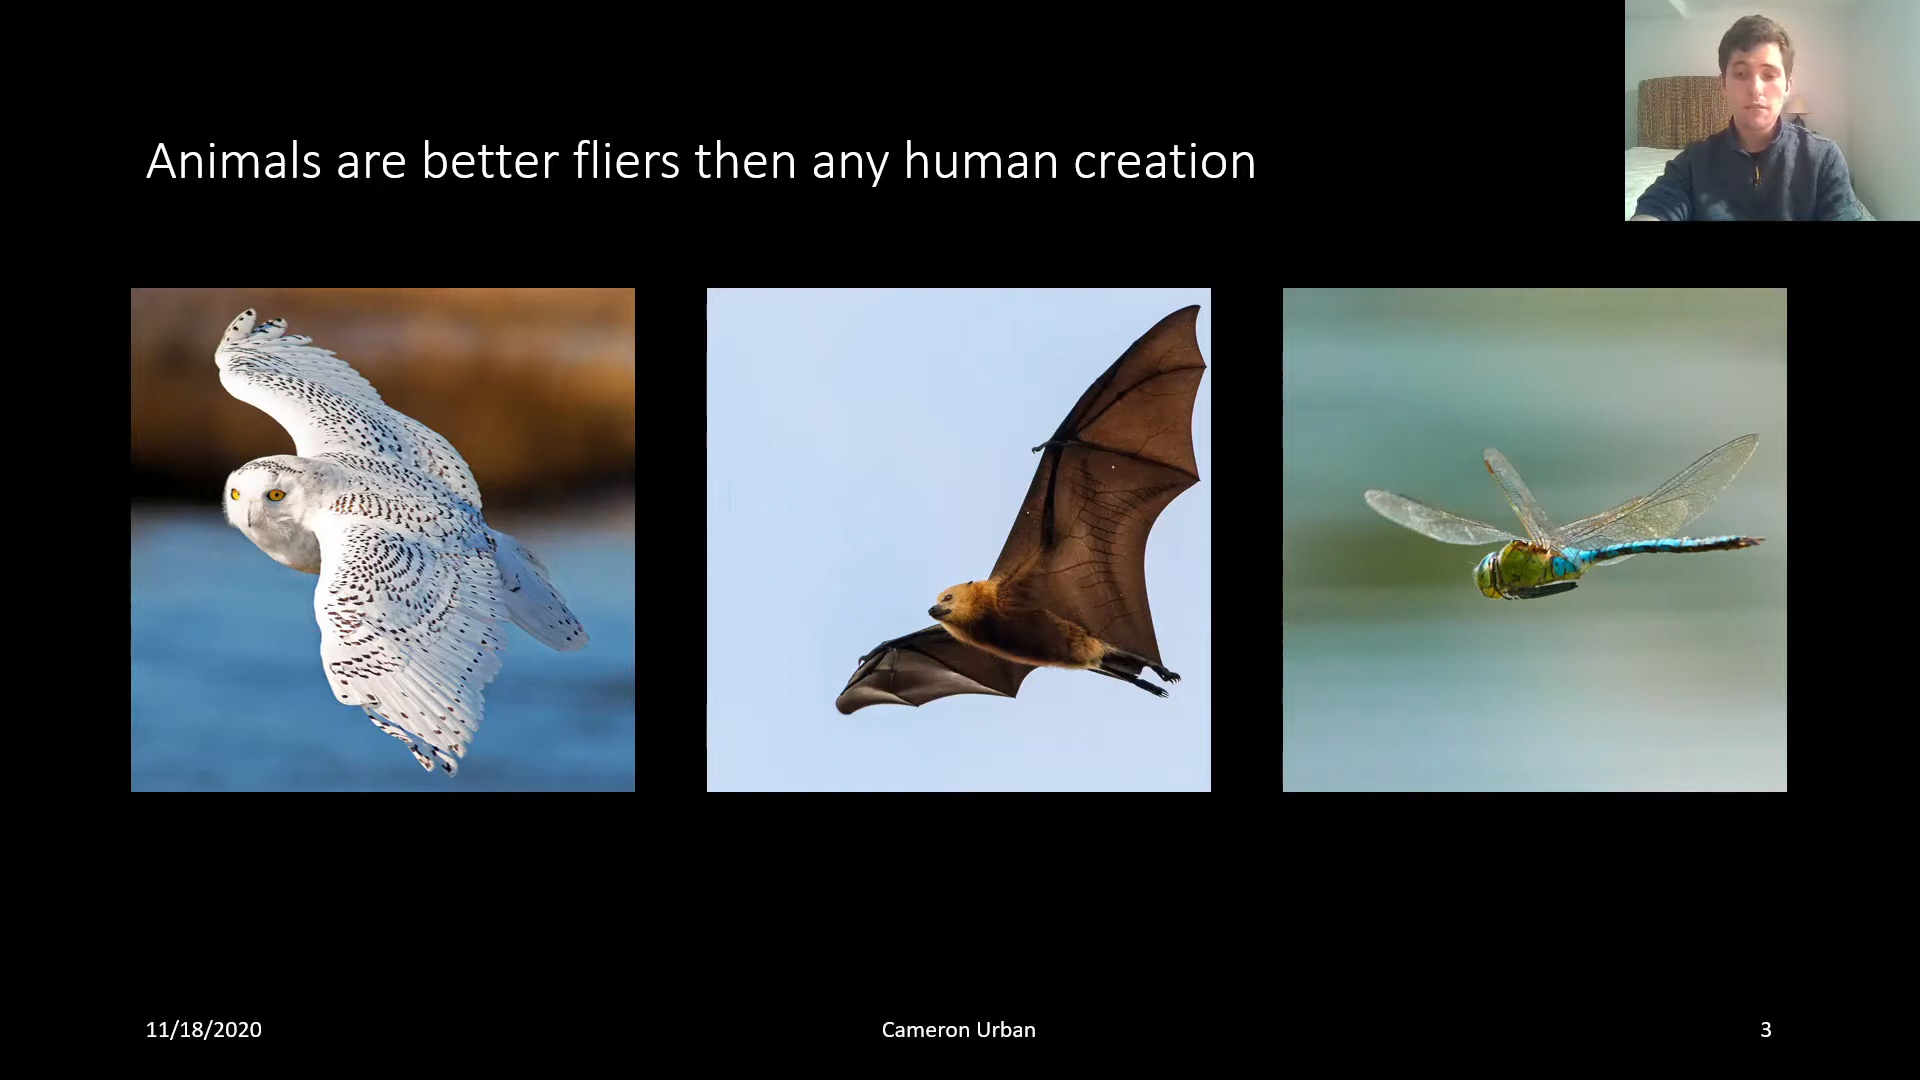 Animals are better fliers then any human creation
11/18/2020
Cameron Urban
3